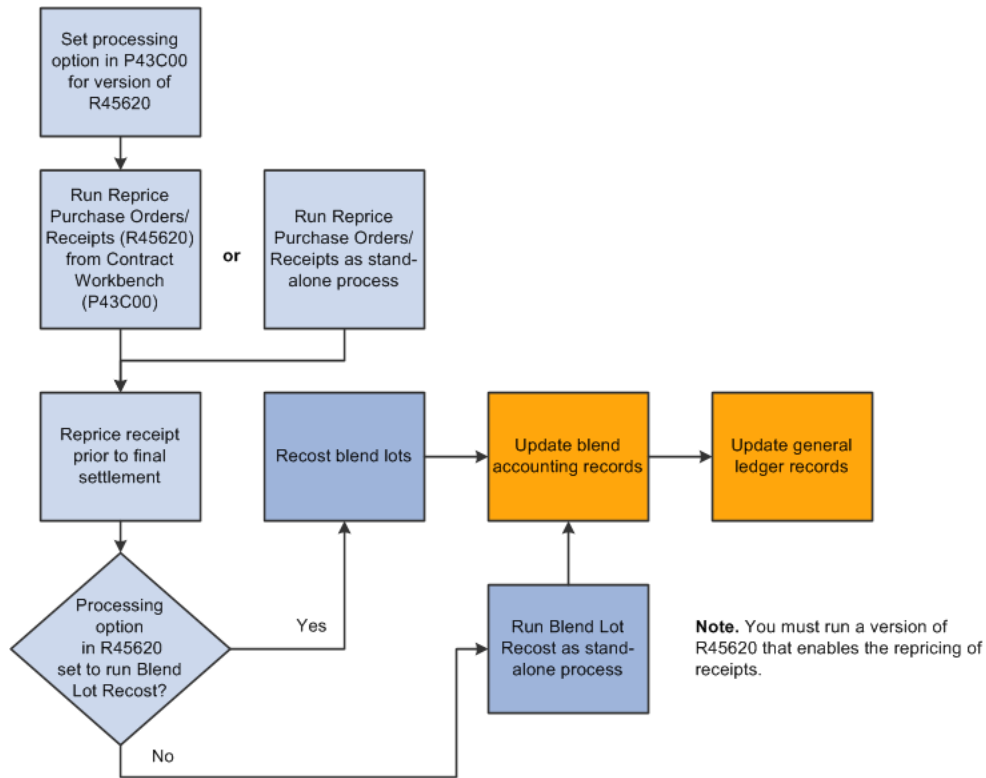 Set processing
option in P43C00
for version of
R45620
Run Reprice
Purchase Orders/
Receipts (R45620)
from Contract
Workbench
(P43C00)
or
Run Reprice
Purchase Orders/
Receipts as stand-
alone process
Reprice receipt
prior to final
settlement
Recost blend lots
Update blend
accounting records
Update general
ledger records
Processing
option
in R45620
set to run Blend
Lot Recost?
Yes
No
Run Blend Lot
Recost as stand-
alone process
Note. You must run a version of
R45620 that enables the repricing of
receipts.